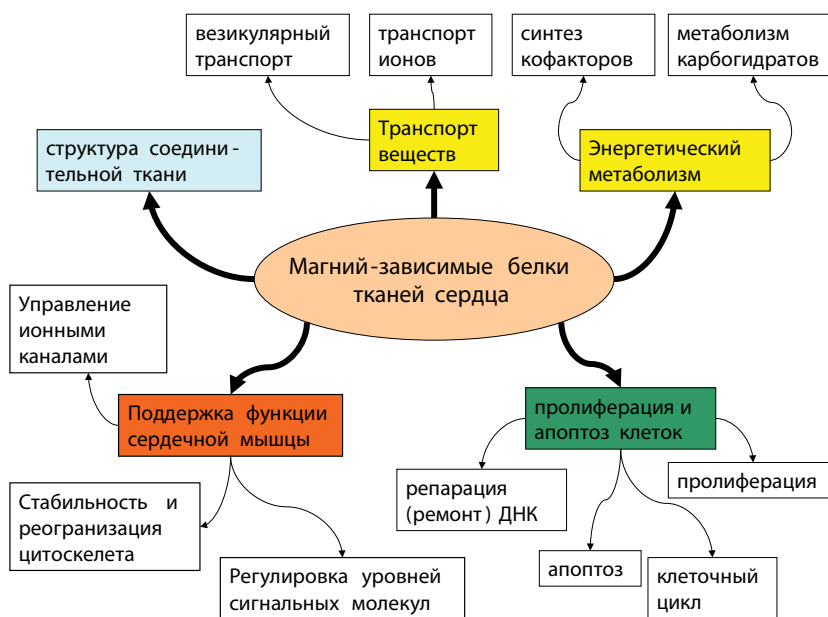 везикулярный
транспорт
транспорт
ионов
синтез
кофакторов
метаболизм
карбогидратов
структура соедини-
тельной ткани
Транспорт
веществ
Энергетический
метаболизм
Магний-зависимые белки
тканей сердца
Управление
ионными
каналами
Поддержка функции
сердечной мышцы
пролиферация и
апоптоз клеток
Стабильность и
реогранизация
цитоскелета
репарация
(ремонт) ДНК
пролиферация
Регулировка уровней
сигнальных молекул
апоптоз
клеточный
цикл